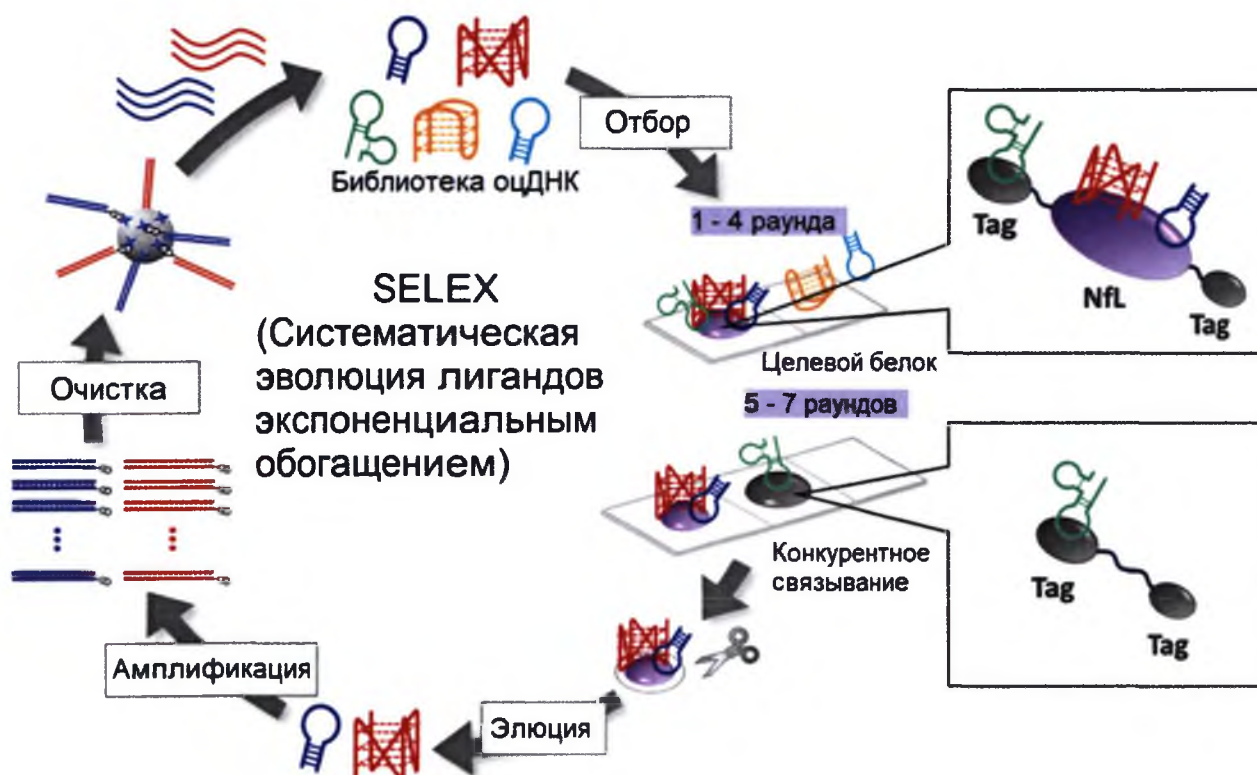 Библиотека оцДНК
Отбор
1 - 4 раунда
Целевой белок
Tag
NfL
Tag
SELEX
(Систематическая
эволюция лигандов
экспоненциальным
обогащением)
5 - 7 раундов
Конкурентное
связывание
Tag
Tag
Элюция
Амплификация
Очистка